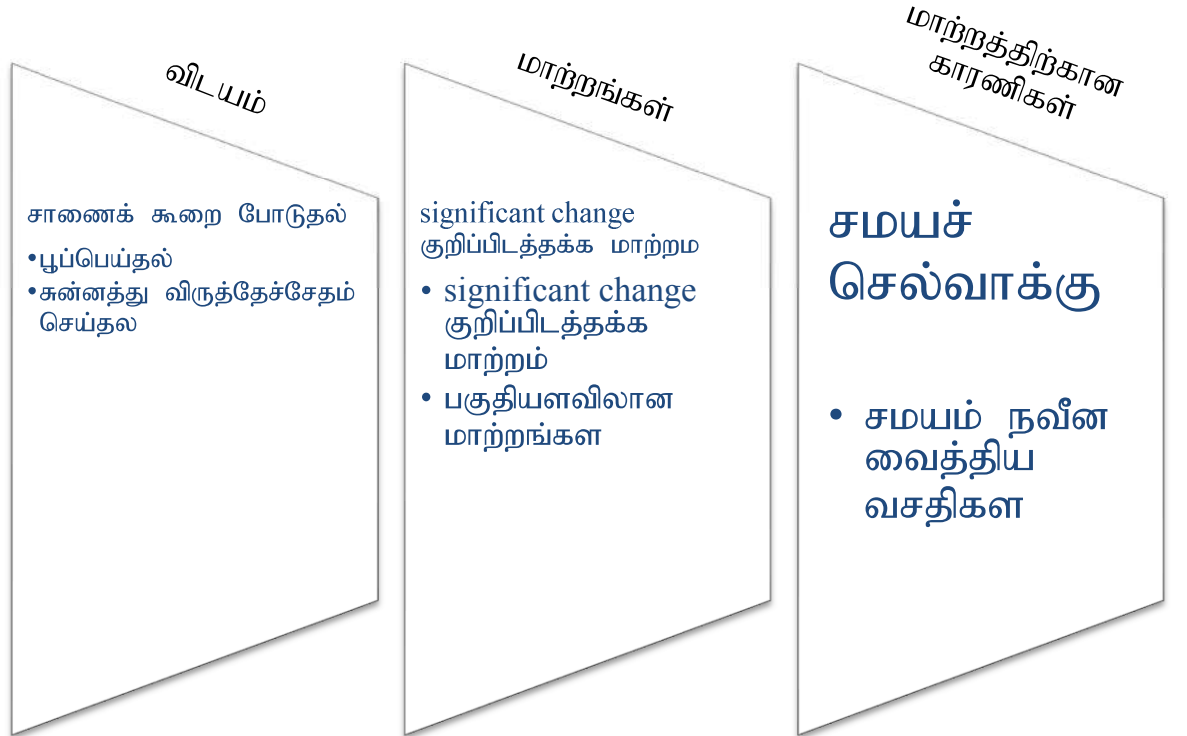 விடயம்
சாணைக் கூறை போடுதல்
•பூப்பெய்தல்
•சுன்னத்து விருத்தேச்சேதம்
செய்தல
மாற்றங்கள்
significant change
குறிப்பிடத்தக்க மாற்றம
• significant change
குறிப்பிடத்தக்க
மாற்றம்
• பகுதியளவிலான
மாற்றங்கள
மாற்றத்திற்கான
காரணிகள்
சமயச்
செல்வாக்கு
• சமயம் நவீன
வைத்திய
வசதிகள